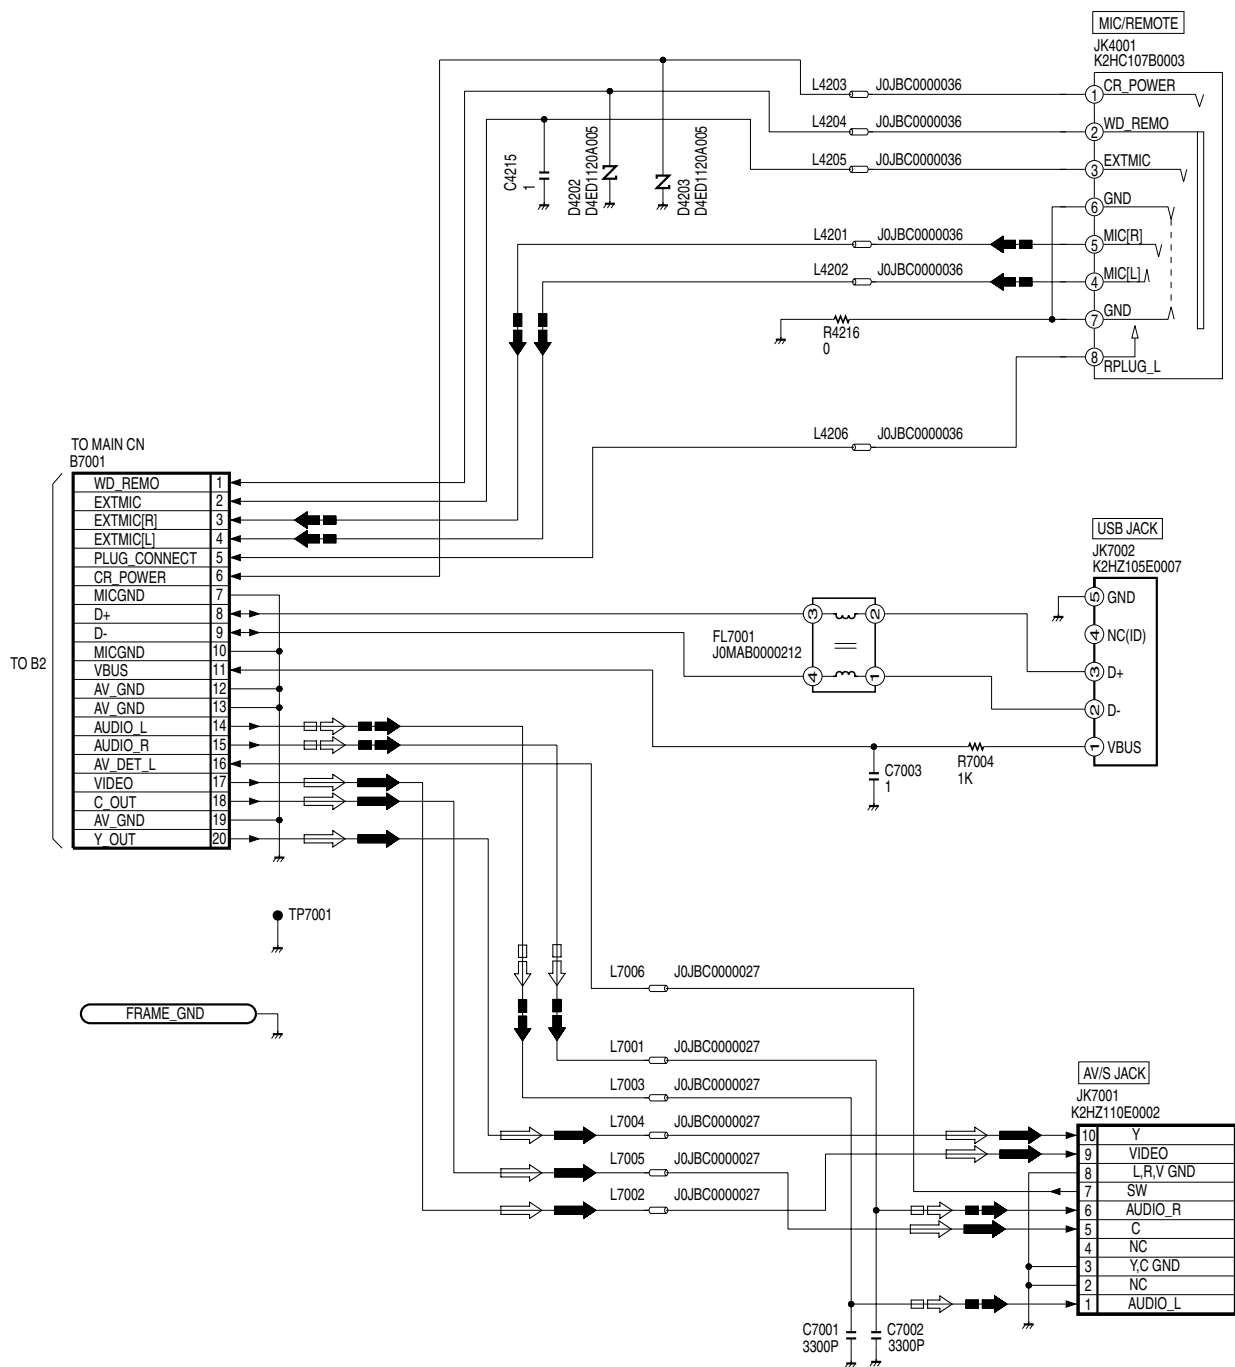 MIC/REMOTE
JK4001
K2HC107B0003
L4203 J0JBC0000036
1 CR_POWER
L4204 J0JBC0000036
2 WD_REMO
L4205 J0JBC0000036
3 EXTMIC
C4215
1
D4202
D4ED1120A005
D4203
D4ED1120A005
6 GND
L4201 J0JBC0000036
5 MIC[R]
L4202 J0JBC0000036
4 MIC[L]
7 GND
R4216
0
8 RPLUG_L
L4206 J0JBC0000036
TO MAIN CN
B7001
TO B2
WD_REMO 1
EXTMIC 2
EXTMIC[R] 3
EXTMIC[L] 4
PLUG_CONNECT 5
CR_POWER 6
MICGND 7
D+ 8
D- 9
MICGND 10
VBUS 11
AV_GND 12
AV_GND 13
AUDIO_L 14
AUDIO_R 15
AV_DET_L 16
VIDEO 17
C_OUT 18
AV_GND 19
Y_OUT 20
USB JACK
JK7002
K2HZ105E0007
5 GND
4 NC(ID)
3 D+
2 D-
1 VBUS
FL7001
J0MAB0000212
3 2
4 1
C7003
1
R7004
1K
TP7001
FRAME_GND
L7006 J0JBC0000027
L7001 J0JBC0000027
L7003 J0JBC0000027
L7004 J0JBC0000027
L7005 J0JBC0000027
L7002 J0JBC0000027
AV/S JACK
JK7001
K2HZ110E0002
10 Y
9 VIDEO
8 L,R,V GND
7 SW
6 AUDIO_R
5 C
4 NC
3 Y,C GND
2 NC
1 AUDIO_L
C7001
3300P
C7002
3300P